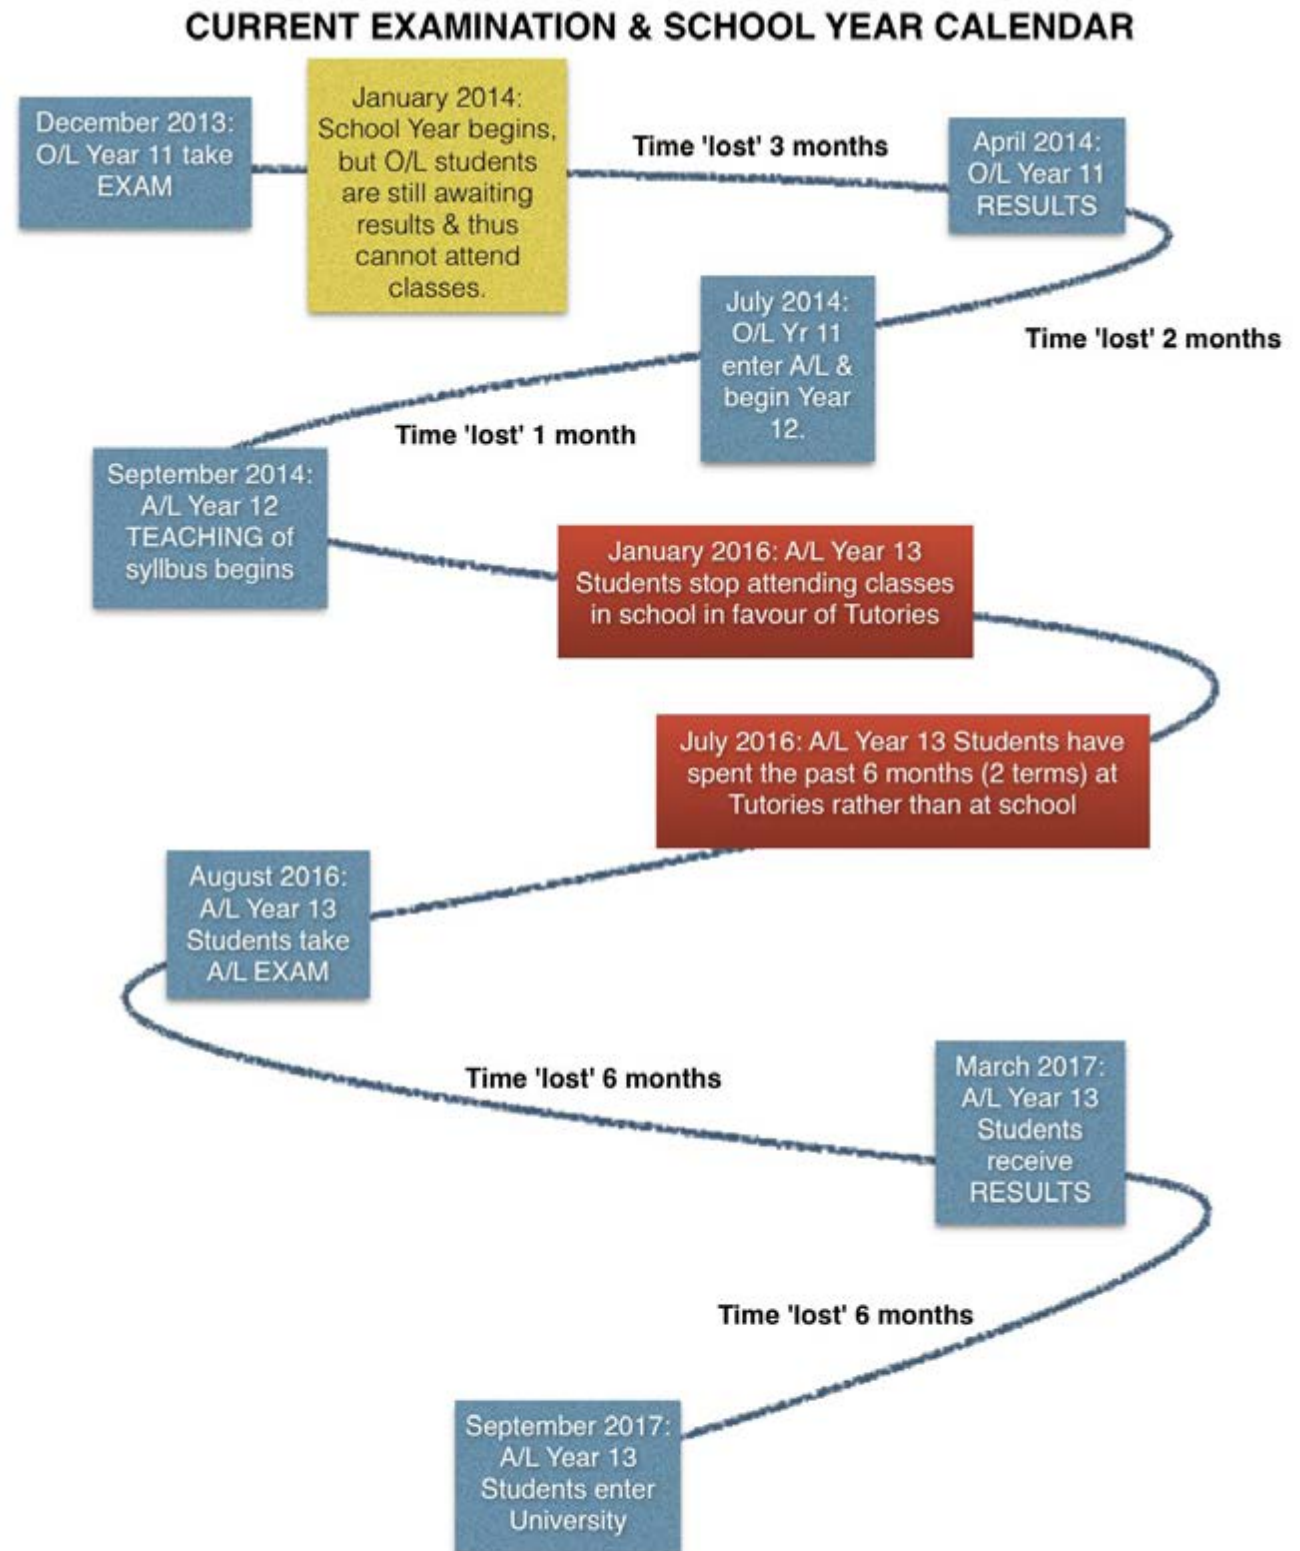 CURRENT EXAMINATION & SCHOOL YEAR CALENDAR
December 2013:
O/L Year 11 take
EXAM
January 2014:
School Year begins,
but O/L students
are still awaiting
results & thus
cannot attend
classes.
Time 'lost' 3 months
April 2014:
O/L Year 11
RESULTS
Time 'lost' 2 months
July 2014:
O/L Yr 11
enter A/L &
begin Year
12.
Time 'lost' 1 month
September 2014:
A/L Year 12
TEACHING of
syllbus begins
January 2016: A/L Year 13
Students stop attending classes
in school in favour of Tutories
July 2016: A/L Year 13 Students have
spent the past 6 months (2 terms) at
Tutories rather than at school
August 2016:
A/L Year 13
Students take
A/L EXAM
Time 'lost' 6 months
March 2017:
A/L Year 13
Students
receive
RESULTS
Time 'lost' 6 months
September 2017:
A/L Year 13
Students enter
University